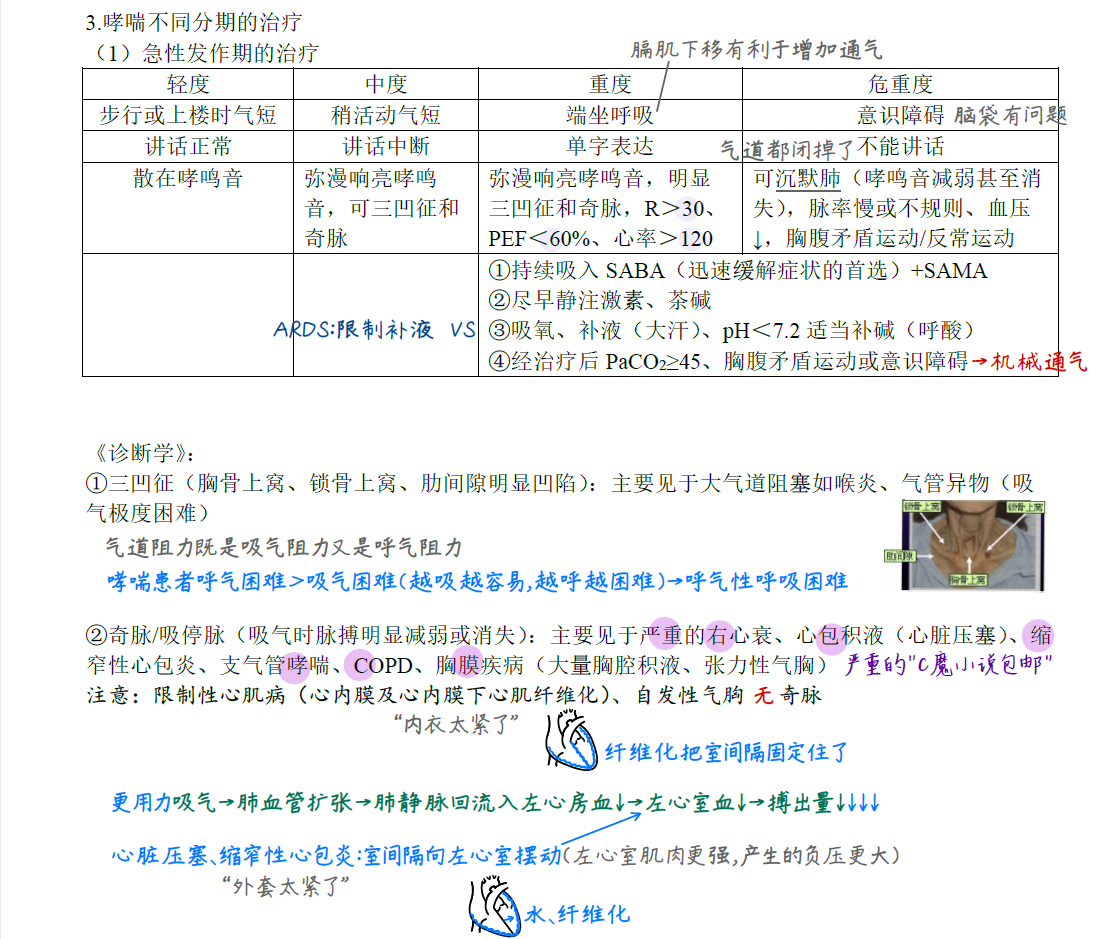 3.哮喘不同分期的治疗
（1）急性发作期的治疗
膈肌下移有利于增加通气
轻度 中度 重度 危重度
步行或上楼时气短 稍活动气短 端坐呼吸 意识障碍 脑袋有问题
讲话正常 讲话中断 单字表达 气道都闭掉了 不能讲话
散在哮鸣音 弥漫响亮哮鸣 弥漫响亮哮鸣音，明显 可沉默肺（哮鸣音减弱甚至消
音，可三凹征和 三凹征和奇脉，R＞30、 失），脉率慢或不规则、血压
奇脉 PEF＜60%、心率＞120 ↓，胸腹矛盾运动/反常运动
①持续吸入 SABA（迅速缓解症状的首选）+SAMA
②尽早静注激素、茶碱
ARDS:限制补液 VS ③吸氧、补液（大汗）、pH＜7.2 适当补碱（呼酸）
④经治疗后 PaCO₂≥45、胸腹矛盾运动或意识障碍→机械通气
《诊断学》：
①三凹征（胸骨上窝、锁骨上窝、肋间隙明显凹陷）：主要见于大气道阻塞如喉炎、气管异物（吸
气极度困难）
锁骨上窝 锁骨上窝
肋间隙
胸骨上窝
气道阻力既是吸气阻力又是呼气阻力
哮喘患者呼气困难＞吸气困难(越吸越容易,越呼越困难)→呼气性呼吸困难
②奇脉/吸停脉（吸气时脉搏明显减弱或消失）：主要见于严重的右心衰、心包积液（心脏压塞）、缩
窄性心包炎、支气管哮喘、COPD、胸膜疾病（大量胸腔积液、张力性气胸） 严重的"C魔小说包邮"
注意：限制性心肌病（心内膜及心内膜下心肌纤维化）、自发性气胸 无 奇脉
“内衣太紧了”
纤维化把室间隔固定住了
更用力吸气→肺血管扩张→肺静脉回流入左心房血↓→左心室血↓→搏出量↓↓↓↓
心脏压塞、缩窄性心包炎:室间隔向左心室摆动(左心室肌肉更强,产生的负压更大)
“外套太紧了”
水、纤维化